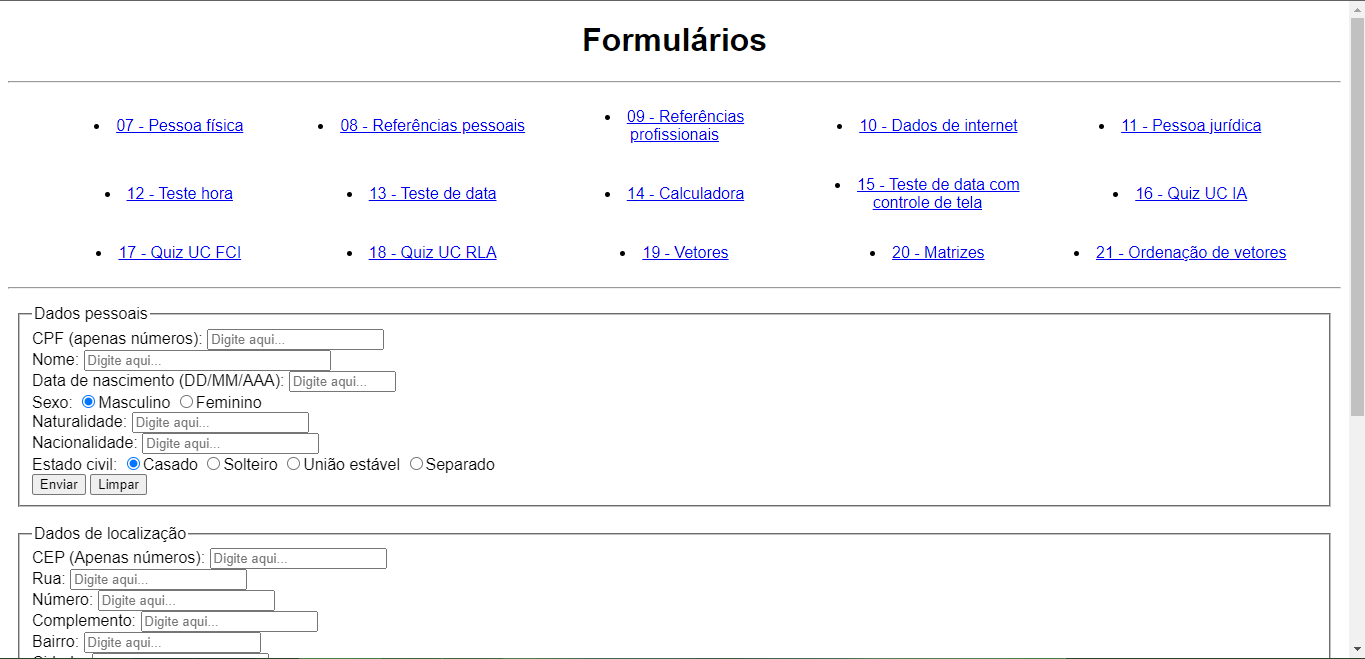 Formulários
07 - Pessoa física
08 - Referências pessoais
09 - Referências
profissionais
10 - Dados de internet
11 - Pessoa jurídica
12 - Teste hora
13 - Teste de data
14 - Calculadora
15 - Teste de data com
controle de tela
16 - Quiz UC IA
17 - Quiz UC FCI
18 - Quiz UC RLA
19 - Vetores
20 - Matrizes
21 - Ordenação de vetores
Dados pessoais
CPF (apenas números): Digite aqui...
Nome: Digite aqui...
Data de nascimento (DD/MM/AAA): Digite aqui...
Sexo: Masculino Feminino
Naturalidade: Digite aqui...
Nacionalidade: Digite aqui...
Estado civil: Casado Solteiro União estável Separado
Enviar Limpar
Dados de localização
CEP (Apenas números): Digite aqui...
Rua: Digite aqui...
Número: Digite aqui...
Complemento: Digite aqui...
Bairro: Digite aqui...